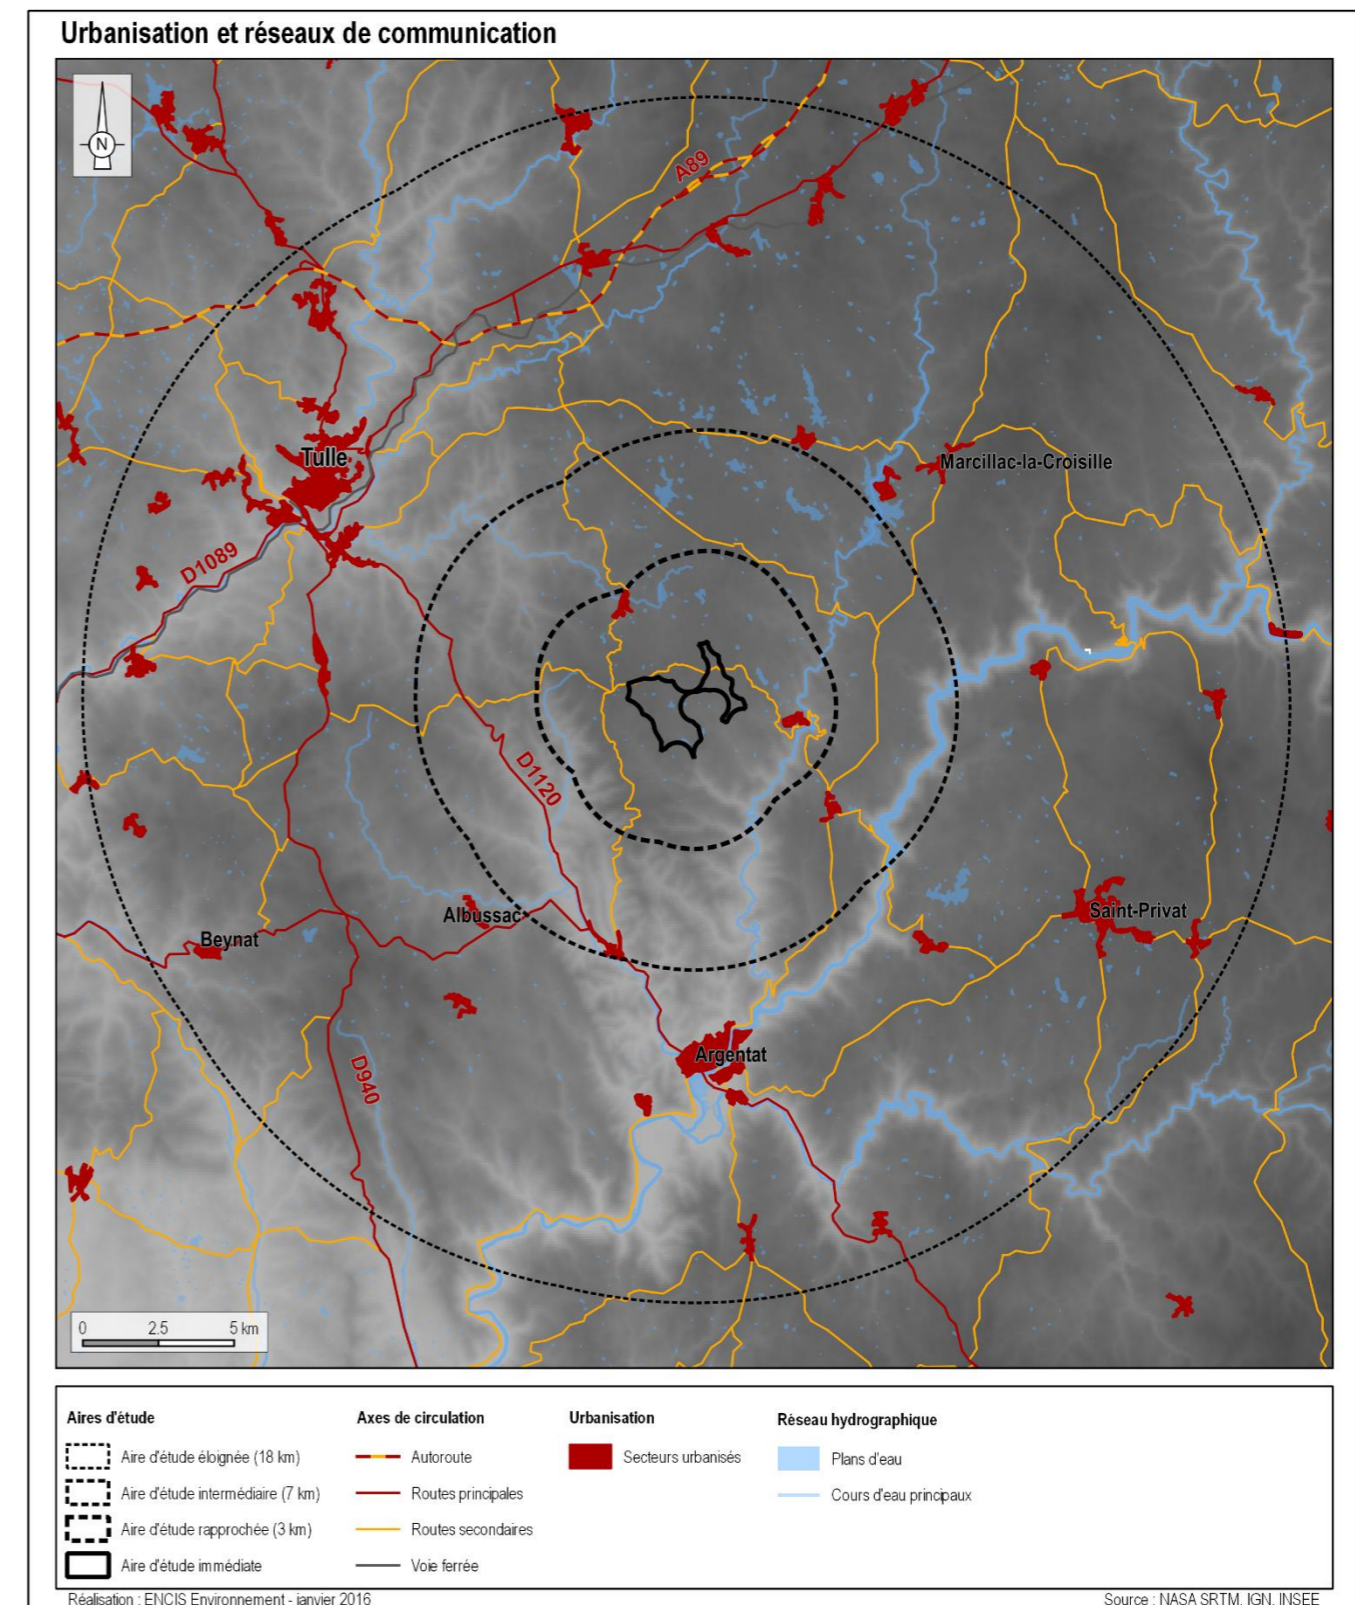 Urbanisation et réseaux de communication
N
A89
Tulle
Marcillac-la-Croisille
D1089
D1120
Albussac
Saint-Privat
Beynat
Argentat
D940
0 2.5 5 km
Aires d'étude
Aire d'étude éloignée (18 km)
Aire d'étude intermédiaire (7 km)
Aire d'étude rapprochée (3 km)
Aire d'étude immédiate
Axes de circulation
Autoroute
Routes principales
Routes secondaires
Voie ferrée
Urbanisation
Secteurs urbanisés
Réseau hydrographique
Plans d'eau
Cours d'eau principaux
Réalisation : ENCIS Environnement - janvier 2016
Source : NASA SRTM, IGN, INSEE